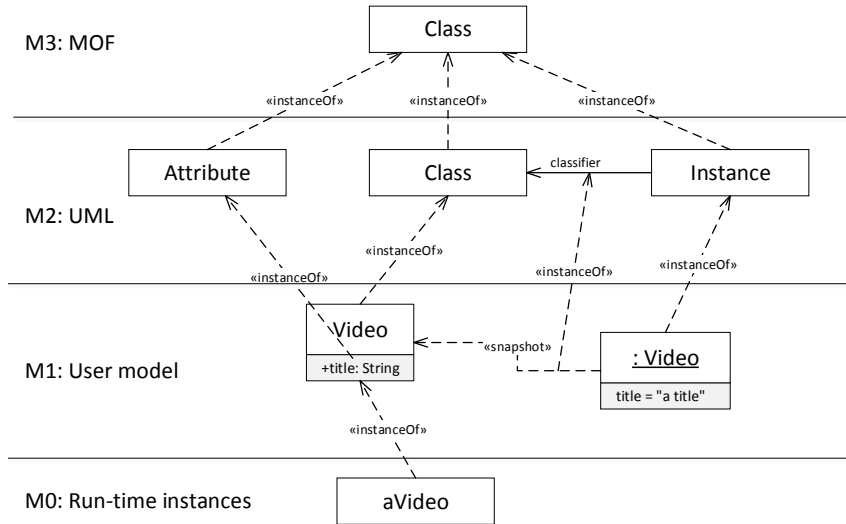 Class
M3: MOF
«instanceOf»
«instanceOf»
«instanceOf»
Attribute
Class
classifier
Instance
M2: UML
«instanceOf»
«instanceOf»
«instanceOf»
«instanceOf»
Video
+title: String
«snapshot»
: Video
title = "a title"
M1: User model
«instanceOf»
M0: Run-time instances
aVideo